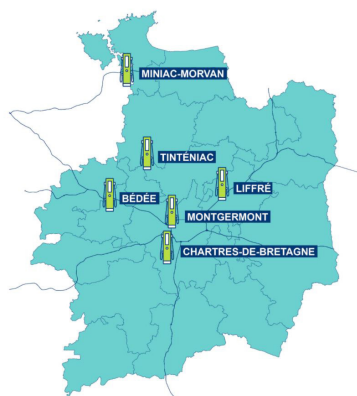 MINIAC-MORVAN
TINTÉNIAC
LIFFRÉ
BÉDÉE
MONTGERMONT
CHARTRES-DE-BRETAGNE